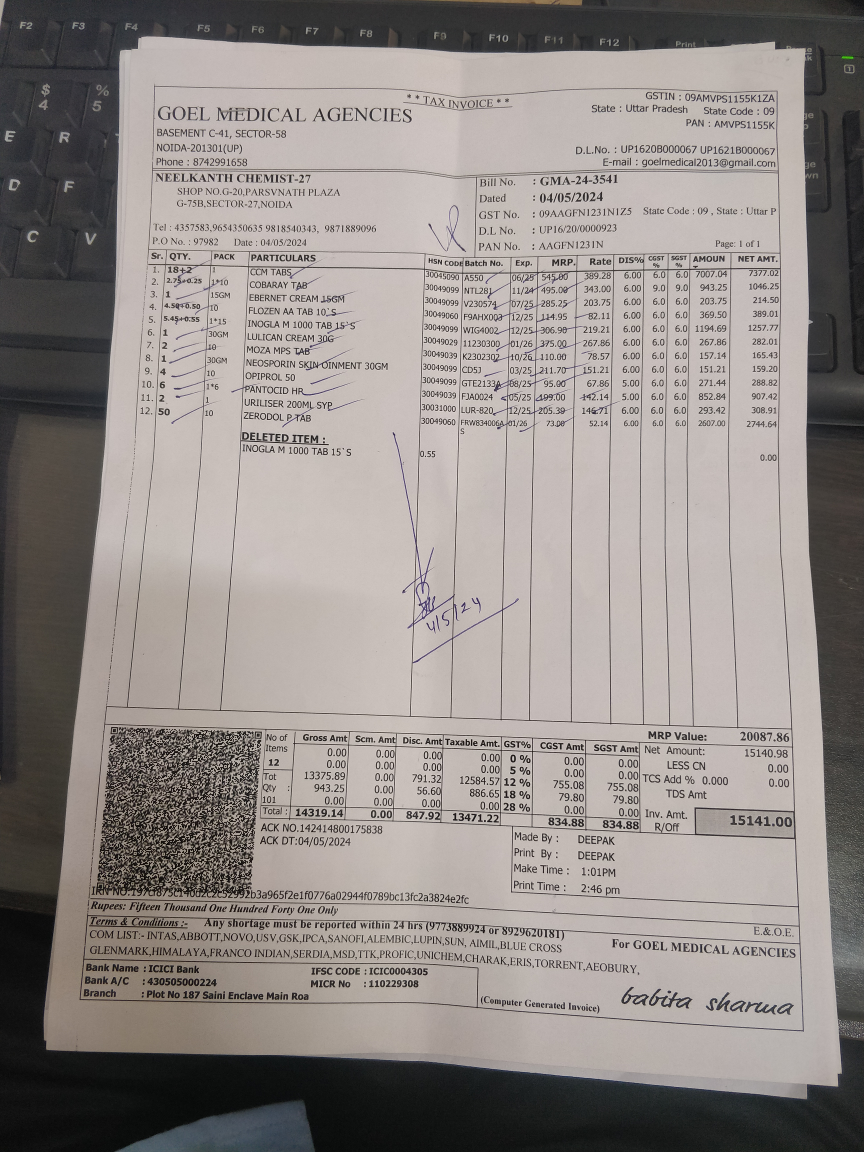 F2 F3 F4 F5 F6 F7 F8 F9 F10 F11 F12 Print
$ 4 % 5
E R
D F
C V
* * TAX INVOICE * *
GOEL MEDICAL AGENCIES
BASEMENT C-41, SECTOR-58
NOIDA-201301(UP)
Phone : 8742991658
GSTIN : 09AMVPS1155K1ZA
State : Uttar Pradesh State Code : 09
PAN : AMVPS1155K
D.L.No. : UP1620B000067 UP1621B000067
E-mail : goelmedical2013@gmail.com
NEELKANTH CHEMIST-27
SHOP NO.G-20,PARSVNATH PLAZA
G-75B,SECTOR-27,NOIDA
Tel : 4357583,9654350635 9818540343, 9871889096
P.O No. : 97982 Date : 04/05/2024
Bill No. : GMA-24-3541
Dated : 04/05/2024
GST No. : 09AAGFN1231N1Z5 State Code : 09 , State : Uttar P
D.L No. : UP16/20/0000923
PAN No. : AAGFN1231N Page: 1 of 1
Sr. QTY. PACK PARTICULARS HSN CODE Batch No. Exp. MRP. Rate DIS% CGST % SGST % AMOUN NET AMT.
1. 18+2 1 CCM TABS 30045090 A550 06/25 545.00 389.28 6.00 6.0 6.0 7007.04 7377.02
2. 2.75+0.25 1*10 COBARAY TAB 30049099 NTL281 11/24 495.00 343.00 6.00 9.0 9.0 943.25 1046.25
3. 1 15GM EBERNET CREAM 15GM 30049099 V230574 07/25 285.25 203.75 6.00 6.0 6.0 203.75 214.50
4. 4.50+0.50 10 FLOZEN AA TAB 10`S 30049099 F9AHX003 12/25 114.95 82.11 6.00 6.0 6.0 369.50 389.01
5. 5.45+0.55 1*15 INOGLA M 1000 TAB 15`S 30049099 WIG4002 12/25 306.90 219.21 6.00 6.0 6.0 1194.69 1257.77
6. 1 30GM LULICAN CREAM 30G 30049029 11230300 01/26 375.00 267.86 6.00 6.0 6.0 267.86 282.01
7. 2 10 MOZA MPS TAB 30049039 K2302302 10/26 110.00 78.57 6.00 6.0 6.0 157.14 165.43
8. 1 30GM NEOSPORIN SKIN OINMENT 30GM 30049099 CD53 03/25 211.70 151.21 6.00 6.0 6.0 151.21 159.20
9. 4 10 OPIPROL 50 30049099 GTE2133A 08/25 95.00 67.86 5.00 6.0 6.0 271.44 288.82
10. 6 1*6 PANTOCID HP 30049039 FJA0024 05/25 199.00 142.14 5.00 6.0 6.0 852.84 907.42
11. 2 1 URILISER 200ML SYP 30031000 LUR-820 12/25 205.39 146.71 6.00 6.0 6.0 293.42 308.91
12. 50 10 ZERODOL P TAB 30049060 FRW834006A S 01/26 73.00 52.14 6.00 6.0 6.0 2607.00 2744.64
DELETED ITEM :
INOGLA M 1000 TAB 15`S 0.55 0.00
4/5/24
No of Items 12
Tot Qty : 101
Gross Amt Scm. Amt Disc. Amt Taxable Amt. GST% CGST Amt SGST Amt
0.00 0.00 0.00 0.00 0 % 0.00 0.00
0.00 0.00 0.00 0.00 5 % 0.00 0.00
13375.89 0.00 791.32 12584.57 12 % 755.08 755.08
943.25 0.00 56.60 886.65 18 % 79.80 79.80
0.00 0.00 0.00 0.00 28 % 0.00 0.00
Total : 14319.14 0.00 847.92 13471.22 834.88 834.88
MRP Value: 20087.86
Net Amount: 15140.98
LESS CN 0.00
TCS Add % 0.000 0.00
TDS Amt
Inv. Amt. R/Off 15141.00
ACK NO.142414800175838
ACK DT:04/05/2024
Made By : DEEPAK
Print By : DEEPAK
Make Time : 1:01PM
Print Time : 2:46 pm
Rupees: Fifteen Thousand One Hundred Forty One Only
Terms & Conditions :- Any shortage must be reported within 24 hrs (9773889924 or 8929620181) E.&.O.E.
COM LIST:- INTAS,ABBOTT,NOVO,USV,GSK,IPCA,SANOFI,ALEMBIC,LUPIN,SUN, AIMIL,BLUE CROSS
GLENMARK,HIMALAYA,FRANCO INDIAN,SERDIA,MSD,TTK,PROFIC,UNICHEM,CHARAK,ERIS,TORRENT,AEOBURY,
For GOEL MEDICAL AGENCIES
Bank Name : ICICI Bank IFSC CODE : ICIC0004305
Bank A/C : 430505000224 MICR No : 110229308
Branch : Plot No 187 Saini Enclave Main Roa
(Computer Generated Invoice)
babita sharma